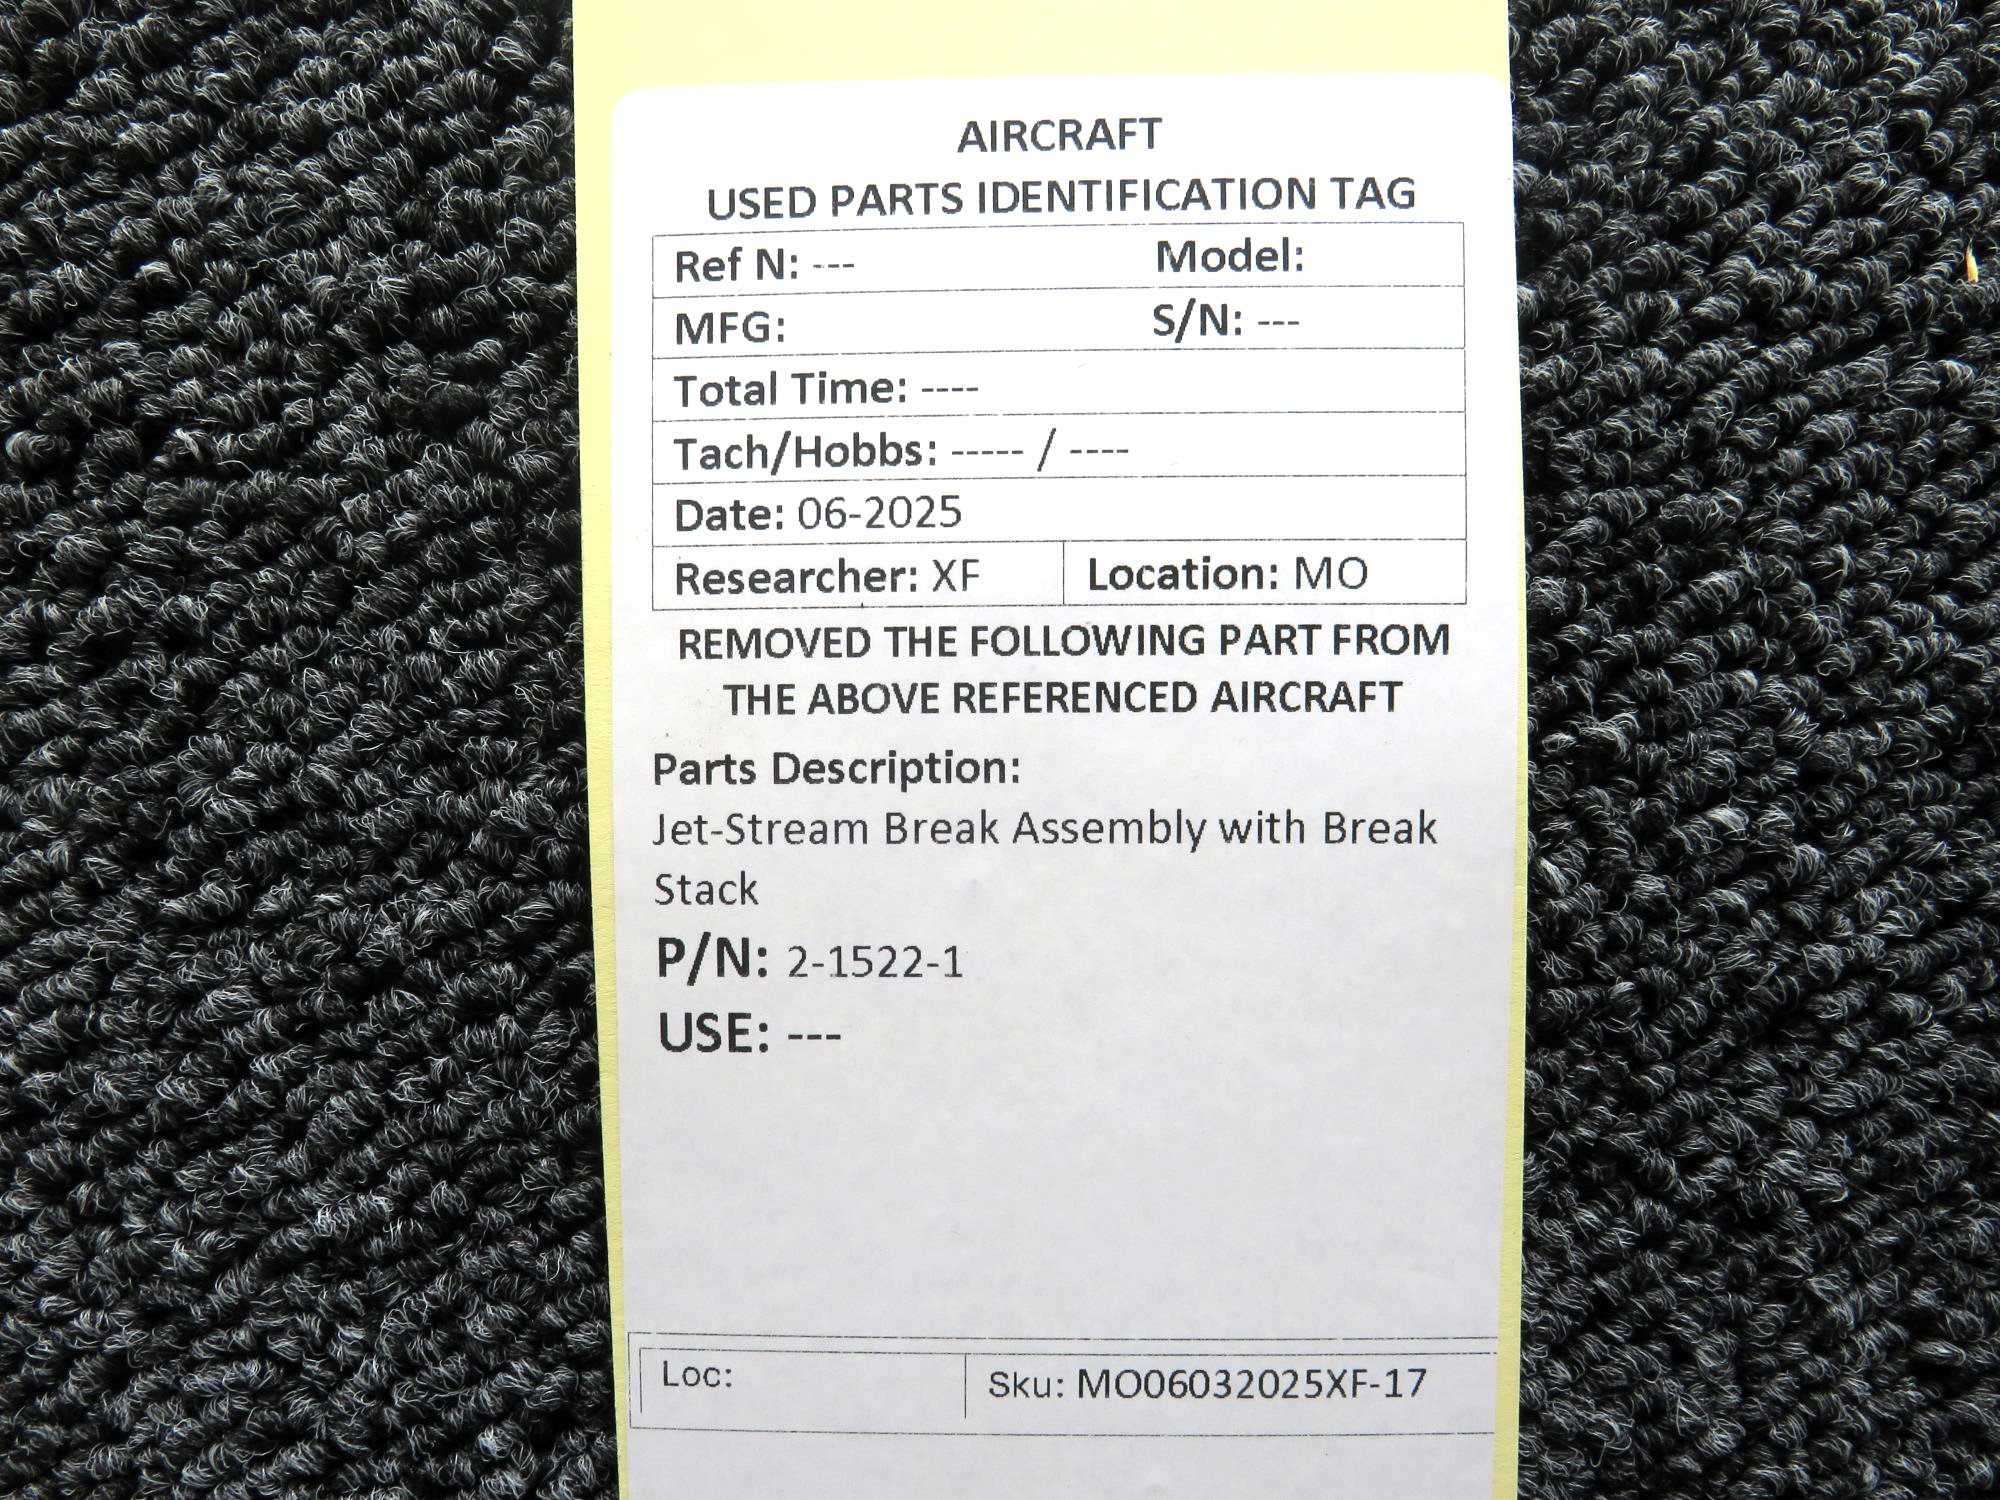 AIRCRAFT
USED PARTS IDENTIFICATION TAG
Ref N: --- Model:
MFG: S/N: ---
Total Time: ----
Tach/Hobbs: ----- / ----
Date: 06-2025
Researcher: XF Location: MO
REMOVED THE FOLLOWING PART FROM
THE ABOVE REFERENCED AIRCRAFT
Parts Description:
Jet-Stream Break Assembly with Break
Stack
P/N: 2-1522-1
USE: ---
Loc: Sku: MO06032025XF-17